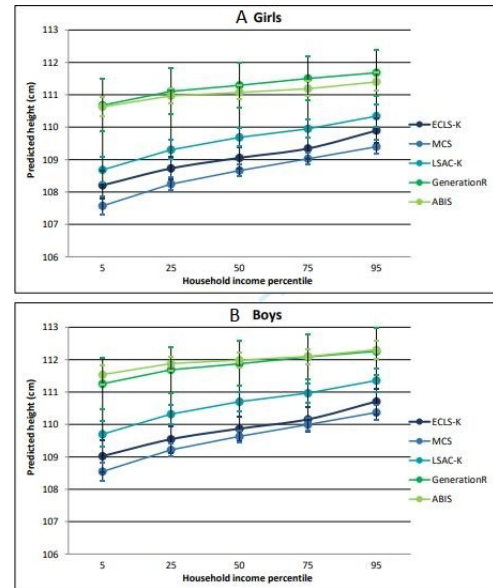 A Girls
113
112
111
110
109
108
107
106
Predicted height (cm)
5 25 50 75 95
Household income percentile
ECLS-K
MCS
LSAC-K
GenerationR
ABIS
B Boys
113
112
111
110
109
108
107
106
Predicted height (cm)
5 25 50 75 95
Household income percentile
ECLS-K
MCS
LSAC-K
GenerationR
ABIS